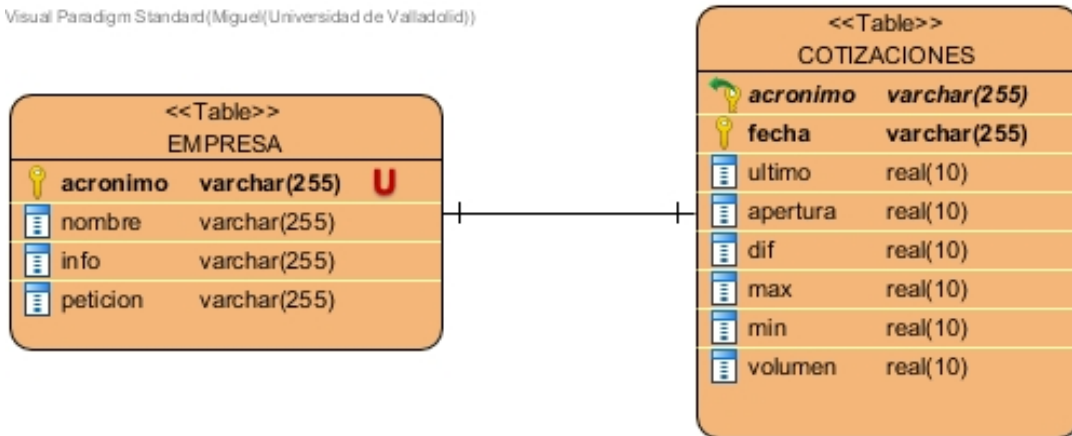 Visual Paradigm Standard(Miguel(Universidad de Valladolid))
<<Table>>
EMPRESA
acronimo varchar(255) U
nombre varchar(255)
info varchar(255)
peticion varchar(255)
<<Table>>
COTIZACIONES
acronimo varchar(255)
fecha varchar(255)
ultimo real(10)
apertura real(10)
dif real(10)
max real(10)
min real(10)
volumen real(10)